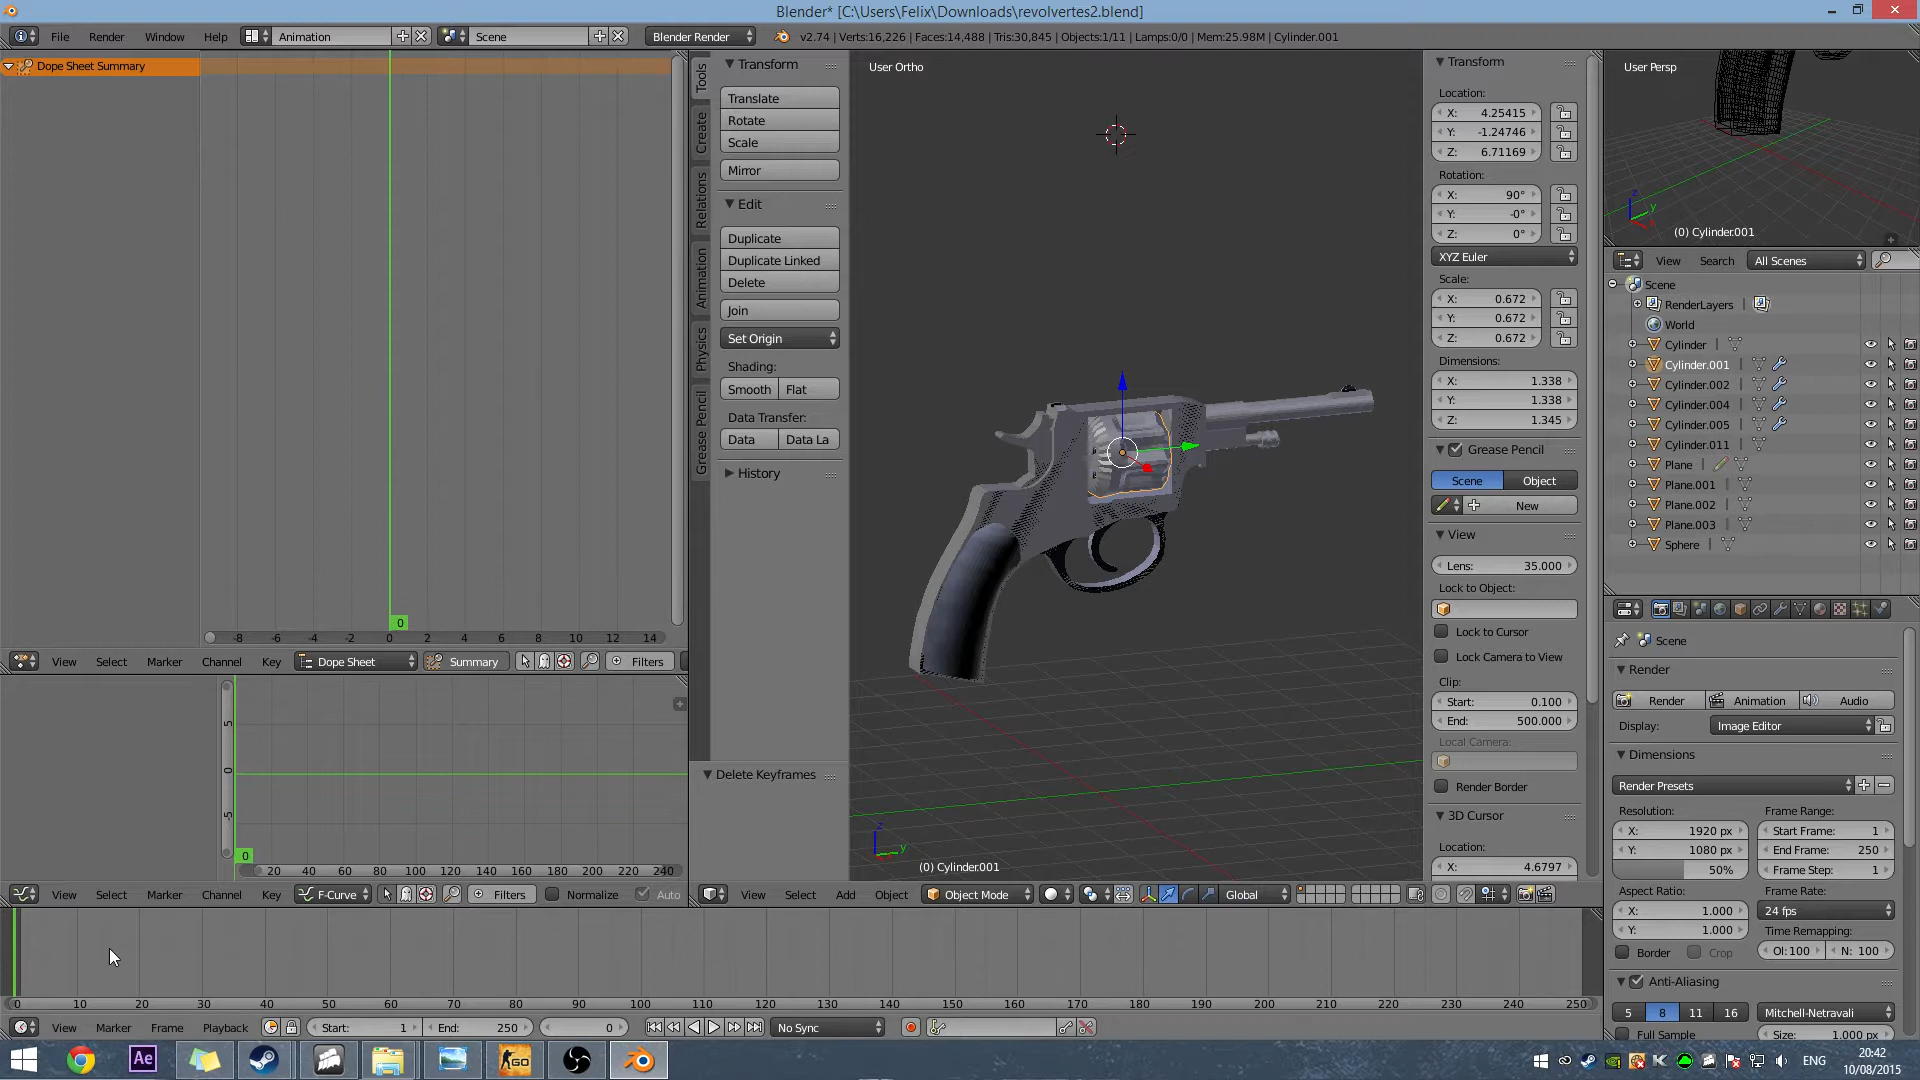 Blender* [C:\Users\Felix\Downloads\revolvertes2.blend]
File Render Window Help Animation Scene Blender Render v2.74 | Verts:16,226 | Faces:14,488 | Tris:30,845 | Objects:1/11 | Lamps:0/0 | Mem:25.98M | Cylinder.001
Dope Sheet Summary
0
-8 -6 -4 -2 0 2 4 6 8 10 12 14
View Select Marker Channel Key Dope Sheet Summary Filters
5
0
-5
0
20 40 60 80 100 120 140 160 180 200 220 240
View Select Marker Channel Key F-Curve Filters Normalize Auto
Tools
Create
Relations
Animation
Physics
Grease Pencil
Transform
Translate
Rotate
Scale
Mirror
Edit
Duplicate
Duplicate Linked
Delete
Join
Set Origin
Shading:
Smooth Flat
Data Transfer:
Data Data La
History
Delete Keyframes
User Ortho
z
y
(0) Cylinder.001
View Select Add Object Object Mode Global
Transform
Location:
X: 4.25415
Y: -1.24746
Z: 6.71169
Rotation:
X: 90°
Y: -0°
Z: 0°
XYZ Euler
Scale:
X: 0.672
Y: 0.672
Z: 0.672
Dimensions:
X: 1.338
Y: 1.338
Z: 1.345
Grease Pencil
Scene Object
New
View
Lens: 35.000
Lock to Object:
Lock to Cursor
Lock Camera to View
Clip:
Start: 0.100
End: 500.000
Local Camera:
Render Border
3D Cursor
Location:
X: 4.6797
User Persp
z
y
(0) Cylinder.001
View Search All Scenes
Scene
RenderLayers
World
Cylinder
Cylinder.001
Cylinder.002
Cylinder.004
Cylinder.005
Cylinder.011
Plane
Plane.001
Plane.002
Plane.003
Sphere
Scene
Render
Render Animation Audio
Display: Image Editor
Dimensions
Render Presets
Resolution: Frame Range:
X: 1920 px Start Frame: 1
Y: 1080 px End Frame: 250
50% Frame Step: 1
Aspect Ratio: Frame Rate:
X: 1.000 24 fps
Y: 1.000 Time Remapping:
Border Crop Ol:100 N: 100
Anti-Aliasing
5 8 11 16 Mitchell-Netravali
Full Sample Size: 1.000 px
0 10 20 30 40 50 60 70 80 90 100 110 120 130 140 150 160 170 180 190 200 210 220 230 240 250
View Marker Frame Playback Start: 1 End: 250 0 No Sync
Ae GO ENG 20:42
10/08/2015